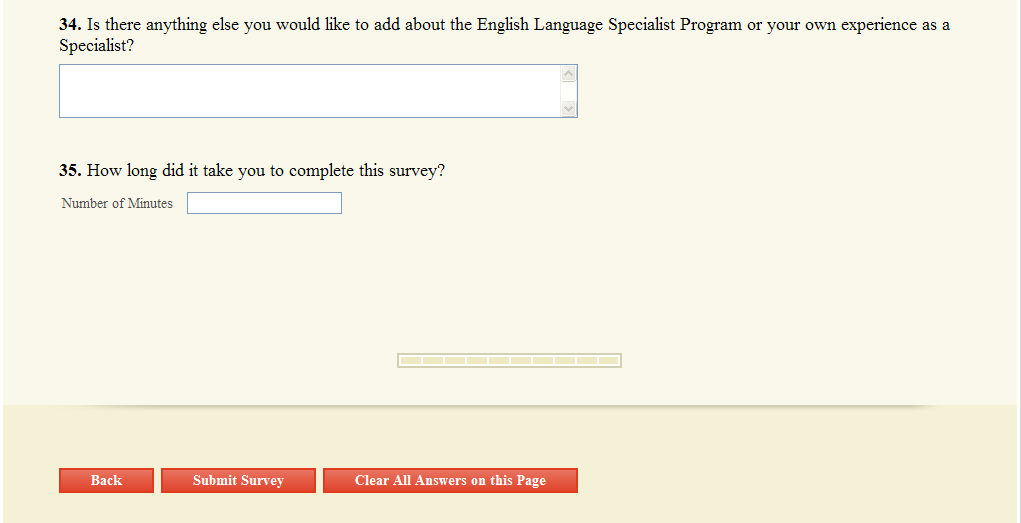 34. Is there anything else you would like to add about the English Language Specialist Program or your own experience as a
Specialist?
35. How long did it take you to complete this survey?
Number of Minutes
Back
Submit Survey
Clear All Answers on this Page